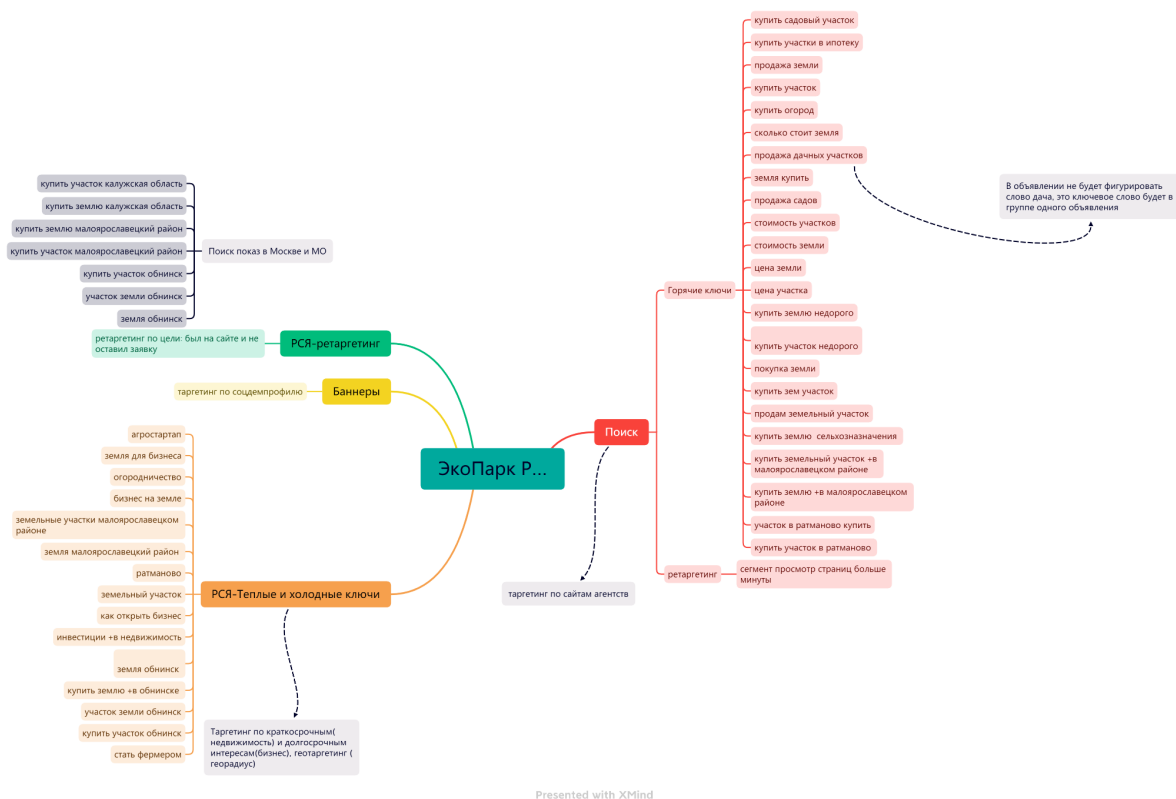 купить участок калужская область
купить землю калужская область
купить землю малоярославецкий район
купить участок малоярославецкий район
купить участок обнинск
участок земли обнинск
земля обнинск
Поиск показ в Москве и МО
ретаргетинг по цели: был на сайте и не
оставил заявку
РСЯ-ретаргетинг
таргетинг по соцдемпрофилю
Баннеры
агростартап
земля для бизнеса
огородничество
бизнес на земле
земельные участки малоярославецком
районе
земля малоярославецкий район
ратманово
земельный участок
как открыть бизнес
инвестиции +в недвижимость
земля обнинск
купить землю +в обнинске
участок земли обнинск
купить участок обнинск
стать фермером
РСЯ-Теплые и холодные ключи
Таргетинг по краткосрочным(
недвижимость) и долгосрочным
интересам(бизнес), геотаргетинг (
георадиус)
ЭкоПарк Р...
Поиск
таргетинг по сайтам агентств
Горячие ключи
купить садовый участок
купить участки в ипотеку
продажа земли
купить участок
купить огород
сколько стоит земля
продажа дачных участков
земля купить
продажа садов
стоимость участков
стоимость земли
цена земли
цена участка
купить землю недорого
купить участок недорого
покупка земли
купить зем участок
продам земельный участок
купить землю сельхозназначения
купить земельный участок +в
малоярославецком районе
купить землю +в малоярославецком
районе
участок в ратманово купить
купить участок в ратманово
ретаргетинг
сегмент просмотр страниц больше
минуты
В объявлении не будет фигурировать
слово дача, это ключевое слово будет в
группе одного объявления
Presented with XMind